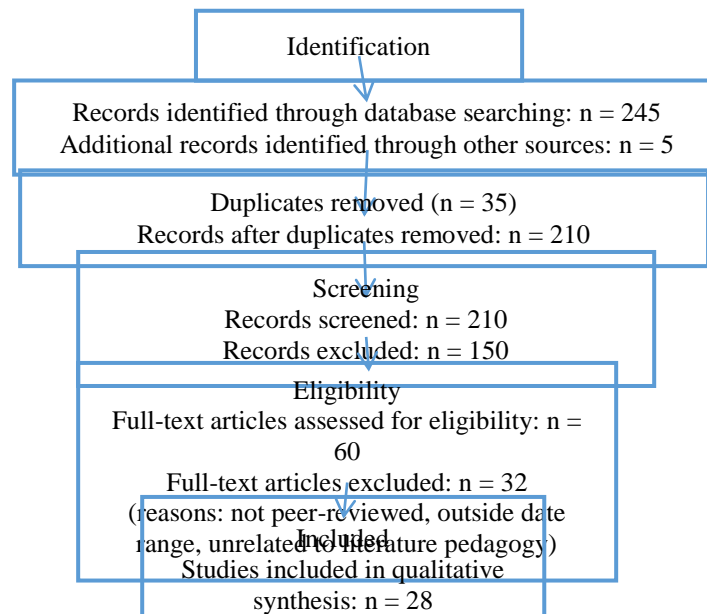 Identification
Records identified through database searching: n = 245
Additional records identified through other sources: n = 5
Duplicates removed (n = 35)
Records after duplicates removed: n = 210
Screening
Records screened: n = 210
Records excluded: n = 150
Eligibility
Full-text articles assessed for eligibility: n =
60
Full-text articles excluded: n = 32
(reasons: not peer-reviewed, outside date
range, unrelated to literature pedagogy)
Included
Studies included in qualitative
synthesis: n = 28